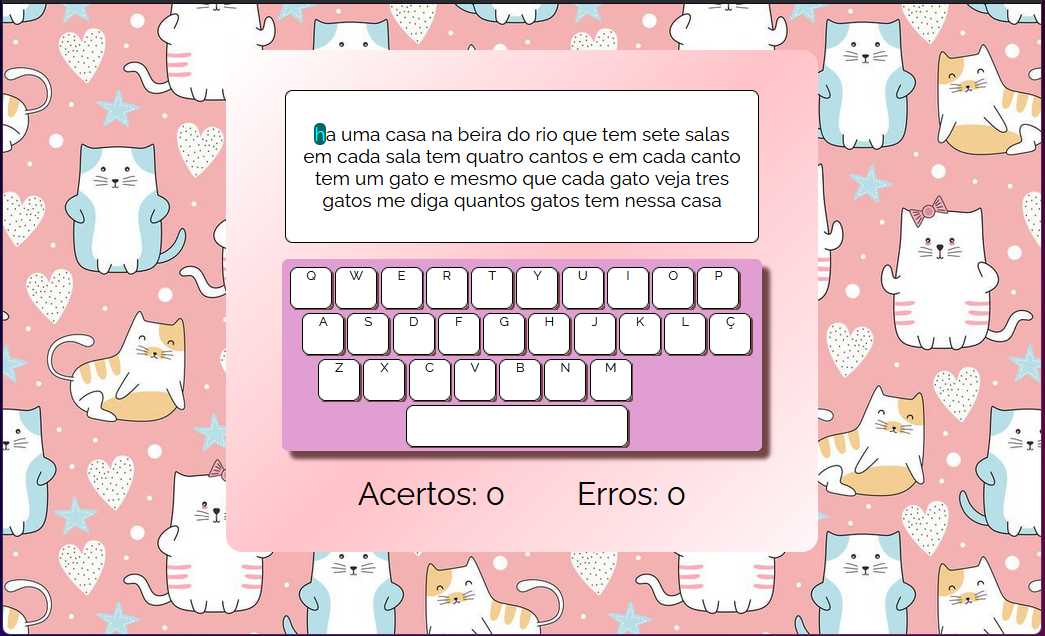 ha uma casa na beira do rio que tem sete salas
em cada sala tem quatro cantos e em cada canto
tem um gato e mesmo que cada gato veja tres
gatos me diga quantos gatos tem nessa casa
Q W E R T Y U I O P
A S D F G H J K L Ç
Z X C V B N M
Acertos: 0 Erros: 0